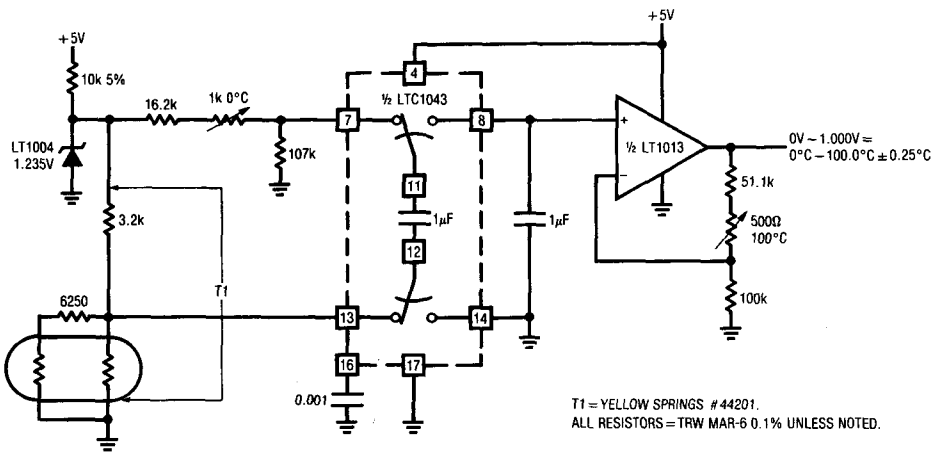 +5V
+5V
10k 5%
16.2k
1k 0°C
4
½ LTC1043
7
8
LT1004
1.235V
107k
+
½ LT1013
−
0V – 1.000V =
0°C – 100.0°C ± 0.25°C
51.1k
11
3.2k
1µF
1µF
500Ω
100°C
12
T1
6250
100k
13
14
16
17
0.001
T1 = YELLOW SPRINGS #44201.
ALL RESISTORS = TRW MAR-6 0.1% UNLESS NOTED.